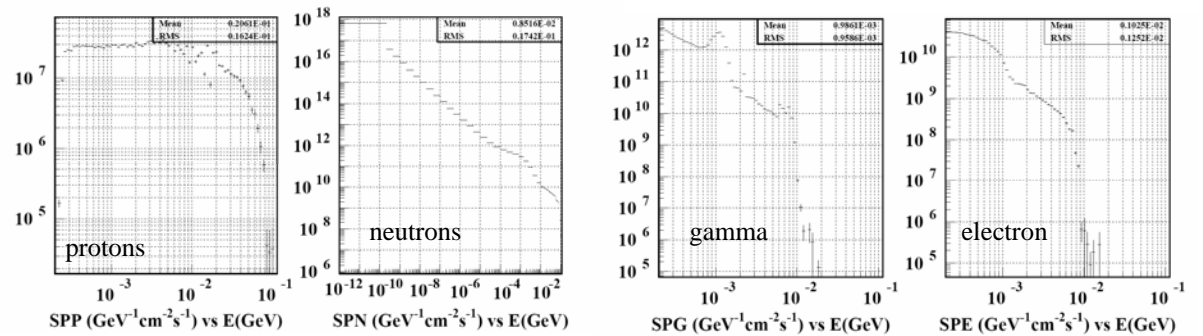 Mean 0.2061E-01
RMS 0.1624E-01
10^7
10^6
10^5
protons
10^-3 10^-2 10^-1
SPP (GeV^-1cm^-2s^-1) vs E(GeV)
Mean 0.8516E-02
RMS 0.1742E-01
10^18
10^16
10^14
10^12
10^10
10^8
10^6
neutrons
10^-12 10^-10 10^-8 10^-6 10^-4 10^-2
SPN (GeV^-1cm^-2s^-1) vs E(GeV)
Mean 0.9861E-03
RMS 0.9586E-03
10^12
10^11
10^10
10^9
10^8
10^7
10^6
10^5
gamma
10^-3 10^-2 10^-1
SPG (GeV^-1cm^-2s^-1) vs E(GeV)
Mean 0.1025E-02
RMS 0.1252E-02
10^10
10^9
10^8
10^7
10^6
10^5
electron
10^-3 10^-2 10^-1
SPE (GeV^-1cm^-2s^-1) vs E(GeV)